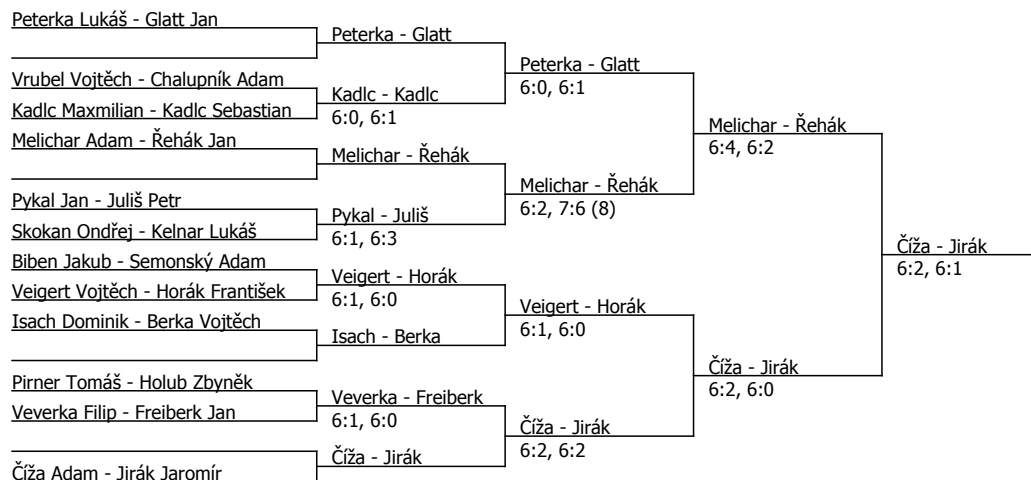 Peterka Lukáš - Glatt Jan
Vrubel Vojtěch - Chalupník Adam
Kadlc Maxmilian - Kadlc Sebastian
Melichar Adam - Řehák Jan
Pykal Jan - Juliš Petr
Skokan Ondřej - Kelnar Lukáš
Biben Jakub - Semonský Adam
Veigert Vojtěch - Horák František
Isach Dominik - Berka Vojtěch
Pirner Tomáš - Holub Zbyněk
Veverka Filip - Freiberk Jan
Číža Adam - Jirák Jaromír
Peterka - Glatt
Kadlc - Kadlc
6:0, 6:1
Melichar - Řehák
Pykal - Juliš
6:1, 6:3
Veigert - Horák
6:1, 6:0
Isach - Berka
Veverka - Freiberk
6:1, 6:0
Číža - Jirák
Peterka - Glatt
6:0, 6:1
Melichar - Řehák
6:2, 7:6 (8)
Veigert - Horák
6:1, 6:0
Číža - Jirák
6:2, 6:2
Melichar - Řehák
6:4, 6:2
Číža - Jirák
6:2, 6:0
Číža - Jirák
6:2, 6:1